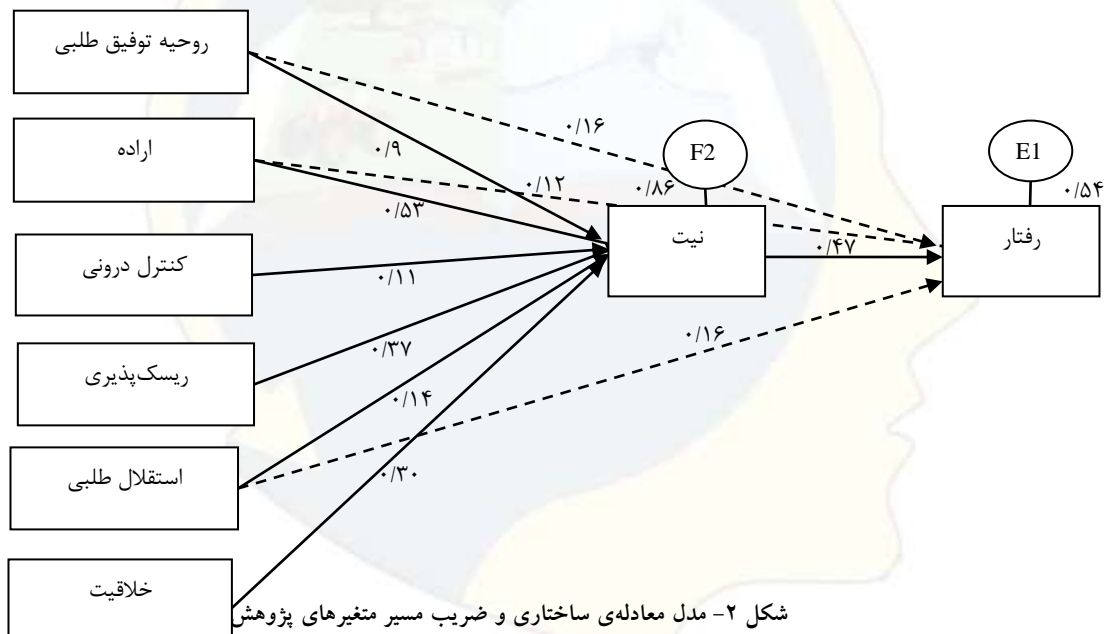 روحیه توفیق طلبی
۰/۱۶
F2
E1
اراده
۰/۹
۰/۱۲
۰/۸۶
۰/۵۴
۰/۵۳
نیت
رفتار
۰/۴۷
کنترل درونی
۰/۱۱
ریسک‌پذیری
۰/۳۷
۰/۱۶
۰/۱۴
استقلال طلبی
۰/۳۰
خلاقیت
شکل ۲- مدل معادله‌ی ساختاری و ضریب مسیر متغیرهای پژوهش